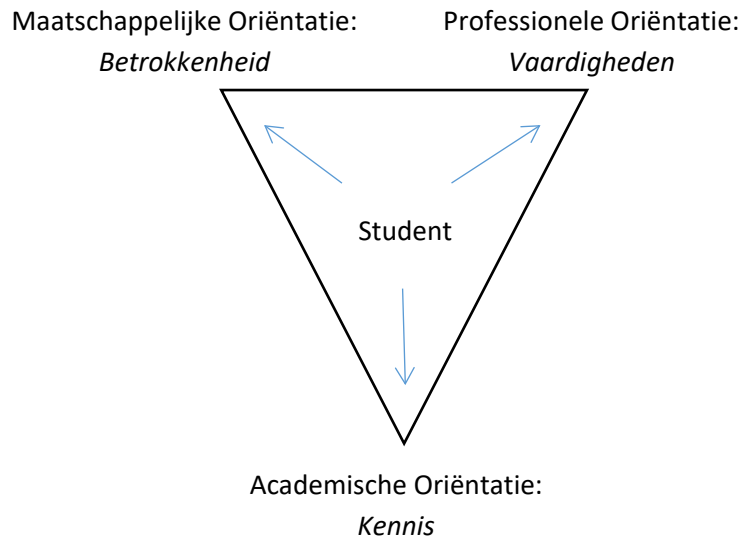 Maatschappelijke Oriëntatie:
Betrokkenheid
Professionele Oriëntatie:
Vaardigheden
Student
Academische Oriëntatie:
Kennis